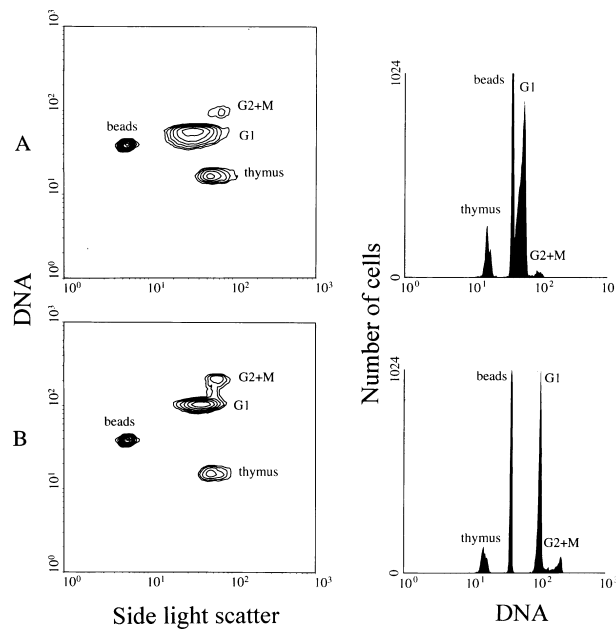 A
10³
10²
10¹
10⁰
beads
G2+M
G1
thymus
10⁰
10¹
10²
10³
1024
0
beads
G1
thymus
G2+M
10⁰
10¹
10²
10
DNA
Number of cells
B
10³
10²
10¹
10⁰
beads
G2+M
G1
thymus
10⁰
10¹
10²
10³
1024
0
beads
G1
thymus
G2+M
10⁰
10¹
10²
10
Side light scatter
DNA